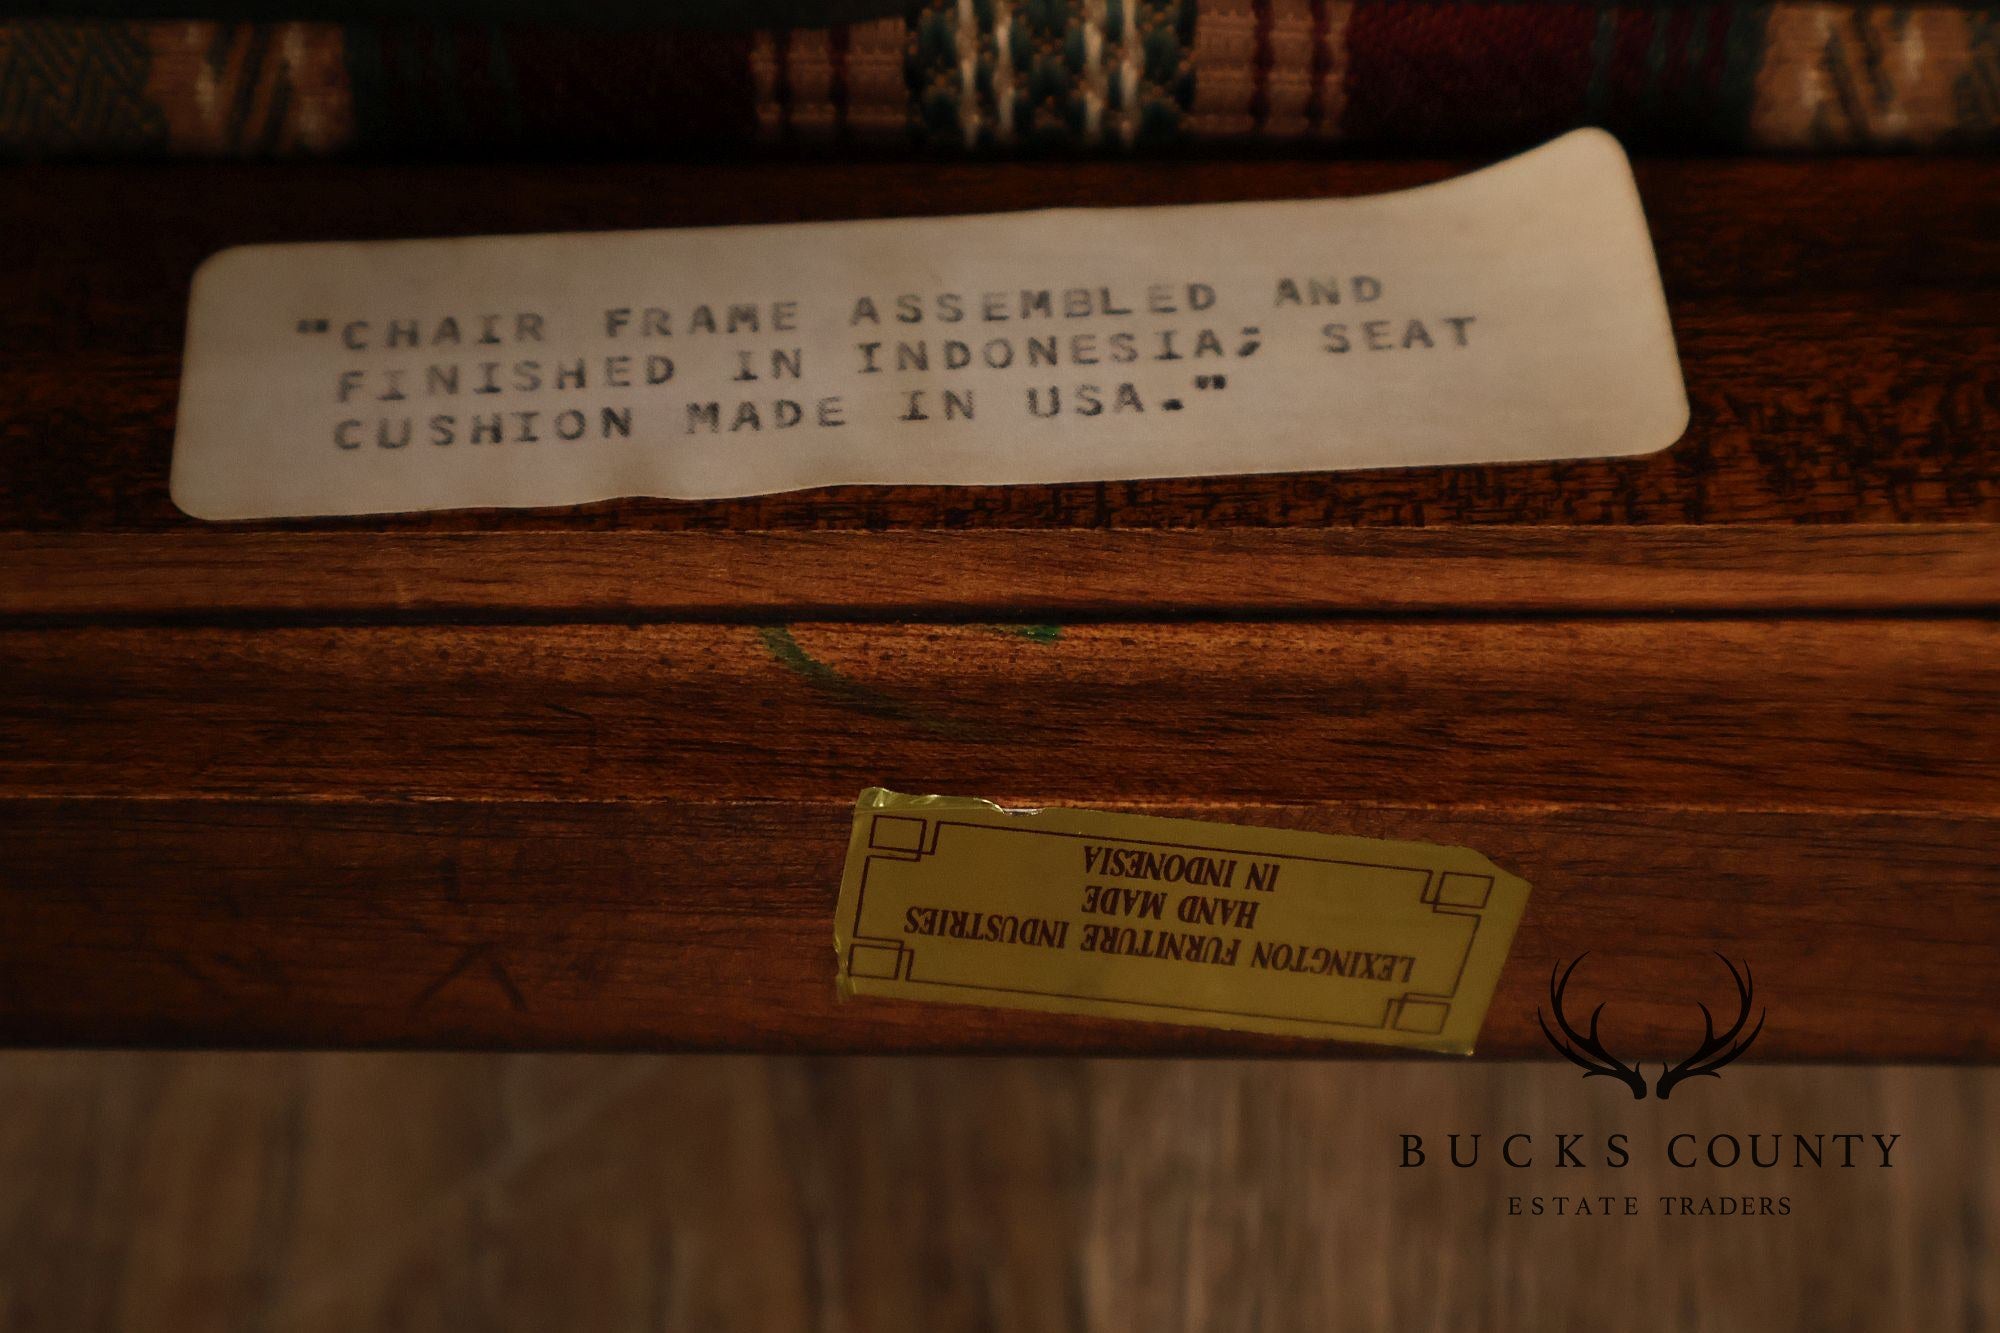 "CHAIR FRAME ASSEMBLED AND
FINISHED IN INDONESIA; SEAT
CUSHION MADE IN USA."
LEXINGTON FURNITURE INDUSTRIES
HAND MADE
IN INDONESIA
BUCKS COUNTY
ESTATE TRADERS